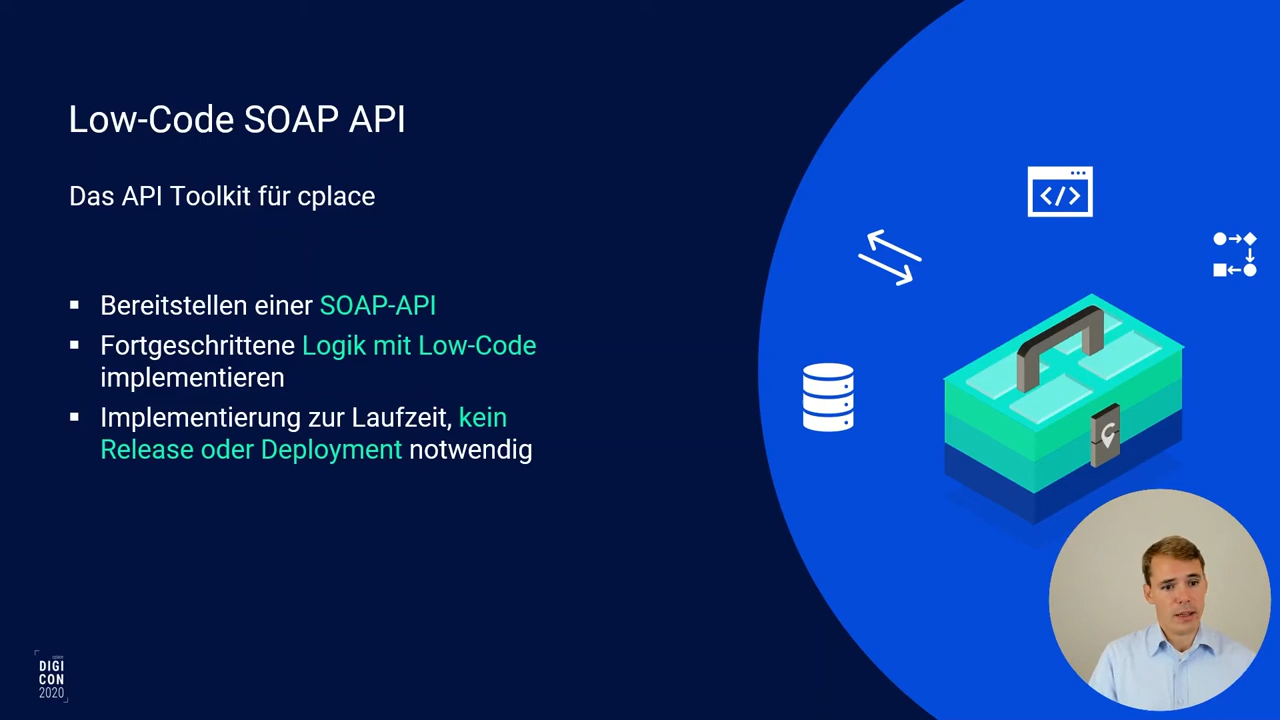 Low-Code SOAP API
Das API Toolkit für cplace
▪ Bereitstellen einer SOAP-API
▪ Fortgeschrittene Logik mit Low-Code
implementieren
▪ Implementierung zur Laufzeit, kein
Release oder Deployment notwendig
</>
DIGI
CON
2020